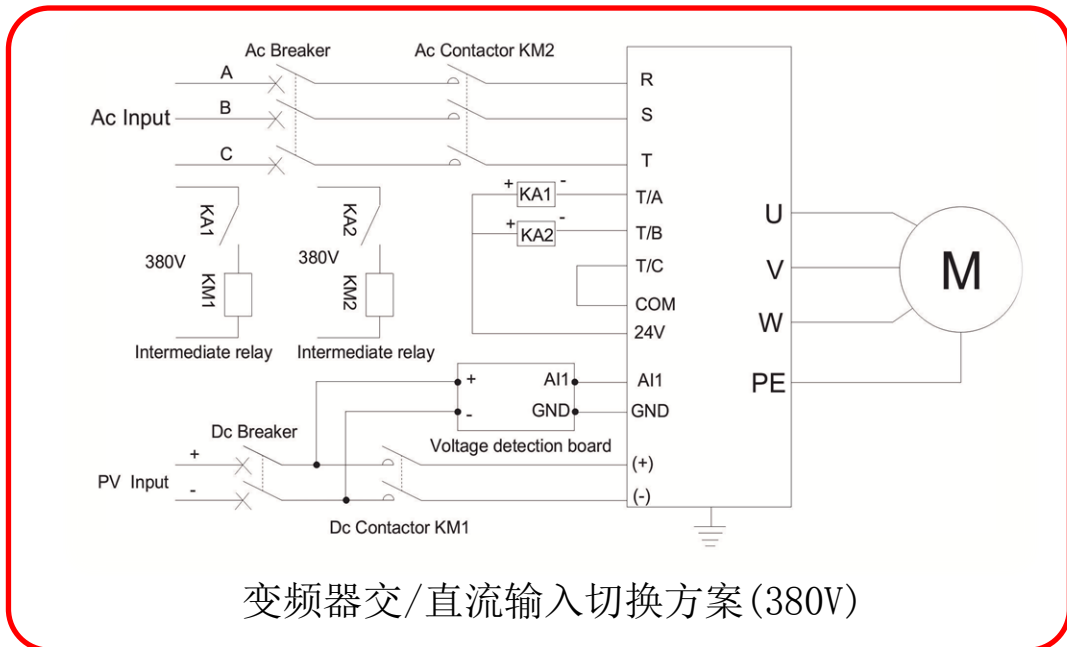 Ac Breaker
Ac Contactor KM2
A
R
Ac Input
B
S
C
T
+ KA1 -
T/A
+ KA2 -
T/B
KA1
KA2
380V
380V
KM1
KM2
T/C
COM
24V
Intermediate relay
Intermediate relay
U
V
W
PE
M
+
AI1
AI1
-
GND
GND
Voltage detection board
Dc Breaker
+
(+)
PV Input
-
(-)
Dc Contactor KM1
变频器交/直流输入切换方案(380V)